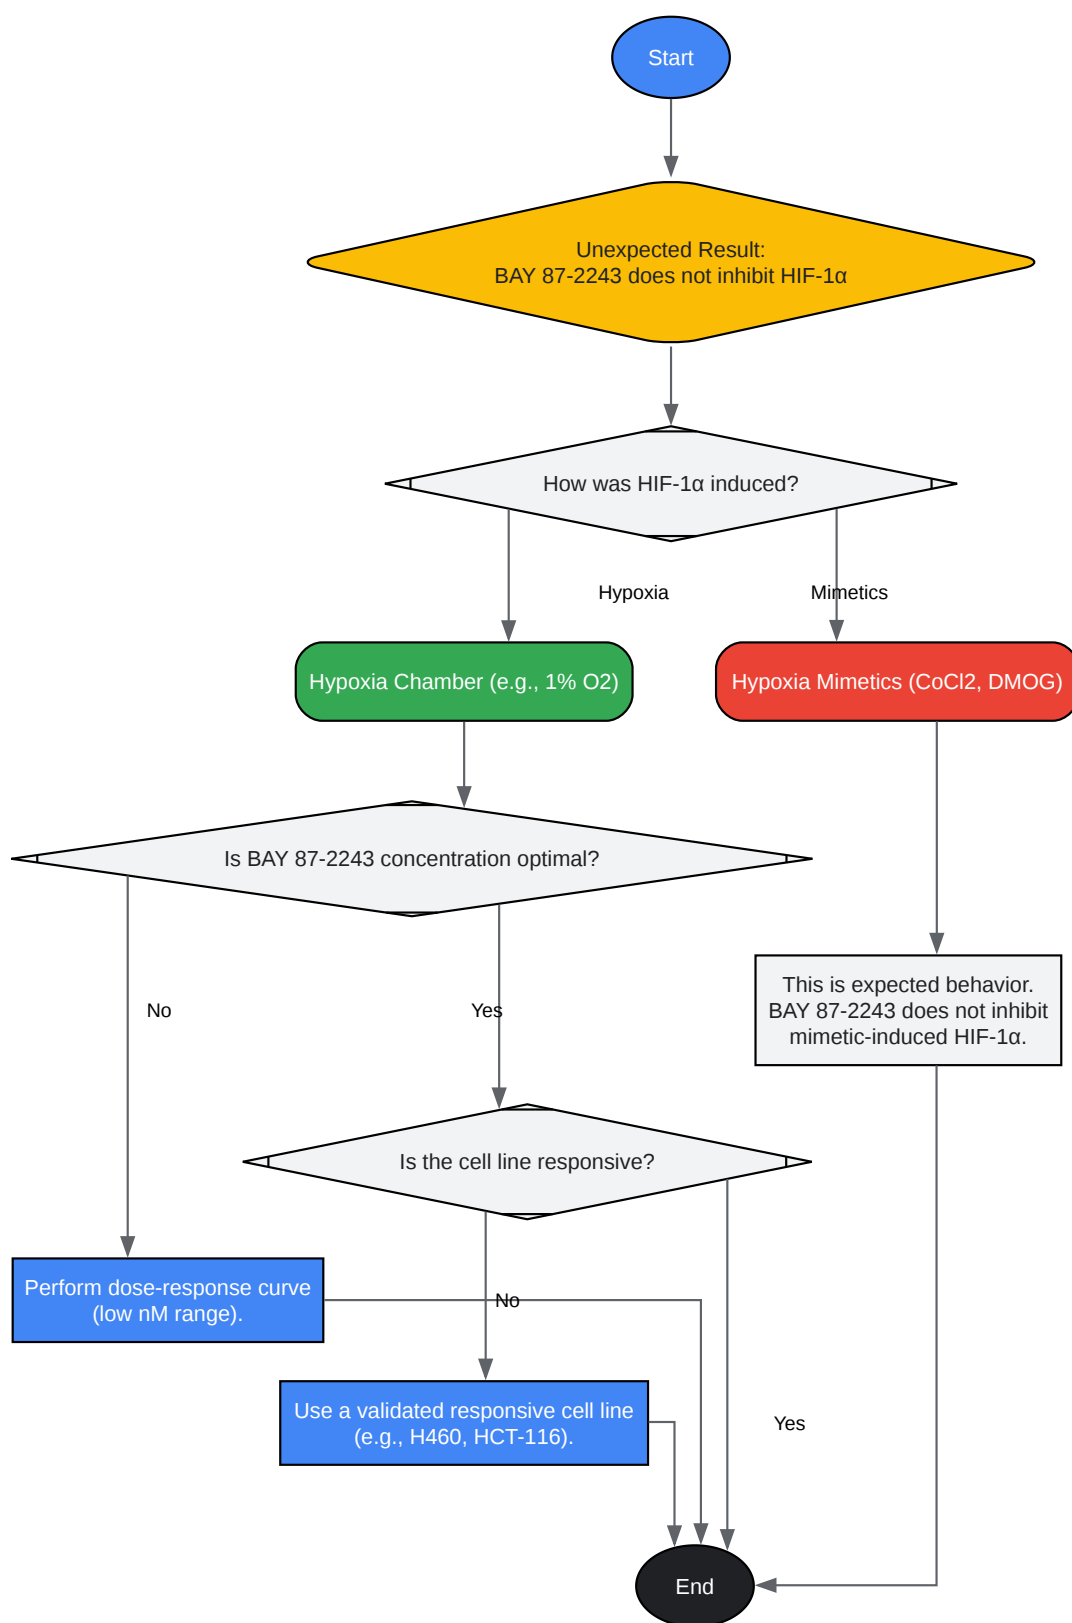 Start
Unexpected Result:
BAY 87-2243 does not inhibit HIF-1α
How was HIF-1α induced?
Hypoxia
Mimetics
Hypoxia Chamber (e.g., 1% O2)
Hypoxia Mimetics (CoCl2, DMOG)
Is BAY 87-2243 concentration optimal?
No
Yes
This is expected behavior.
BAY 87-2243 does not inhibit
mimetic-induced HIF-1α.
Is the cell line responsive?
Perform dose-response curve
(low nM range).
No
Use a validated responsive cell line
(e.g., H460, HCT-116).
Yes
End